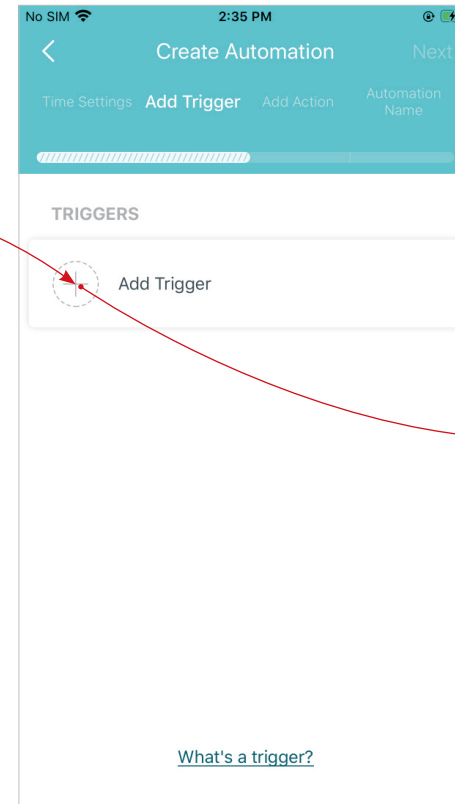 No SIM 2:35 PM
Create Automation Next
Time Settings Add Trigger Add Action Automation
Name
TRIGGERS
Add Trigger
What's a trigger?